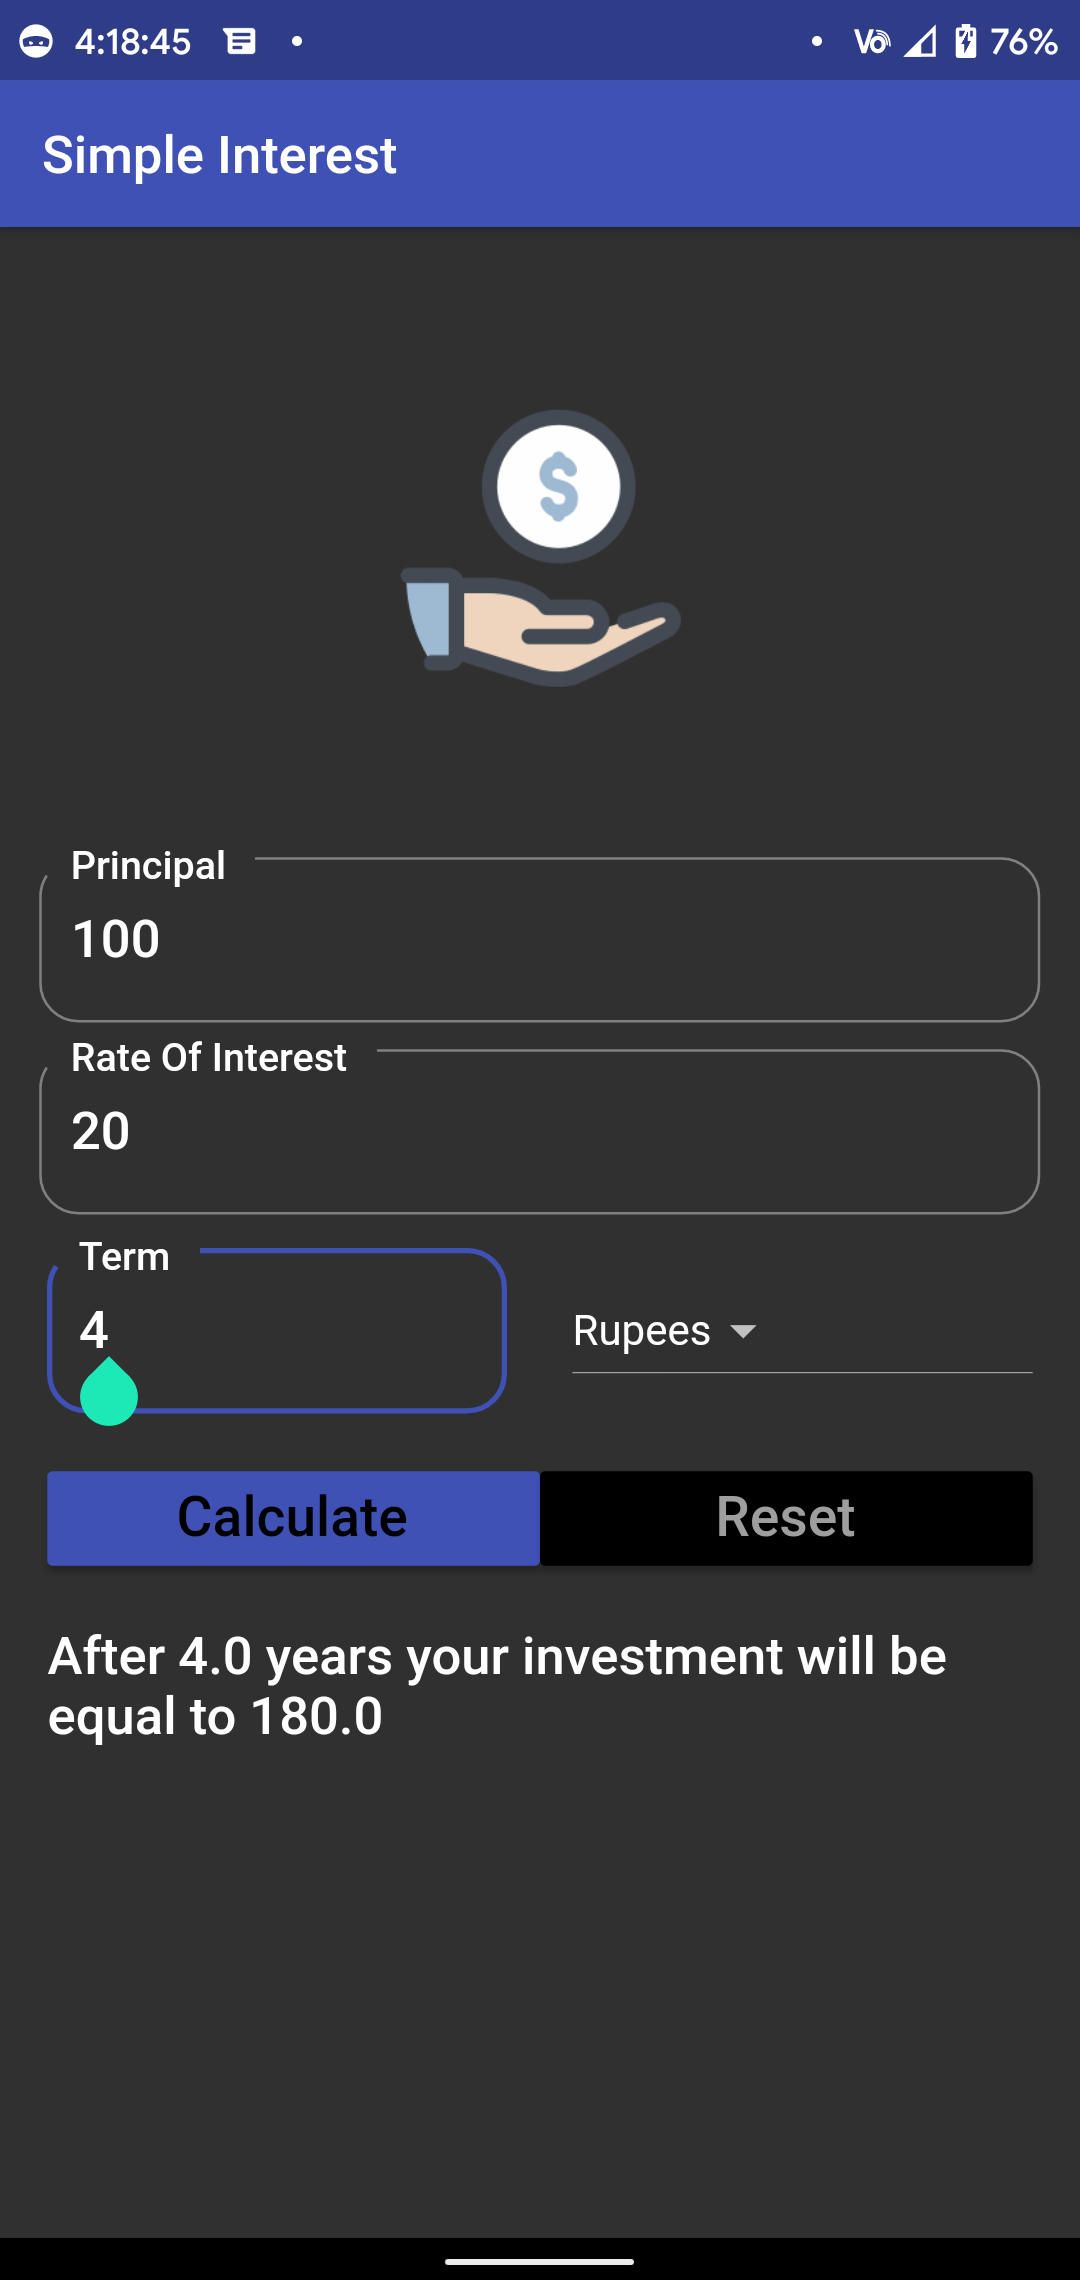 4:18:45
76%
Simple Interest
$
Principal
100
Rate Of Interest
20
Term
4
Rupees
Calculate
Reset
After 4.0 years your investment will be
equal to 180.0